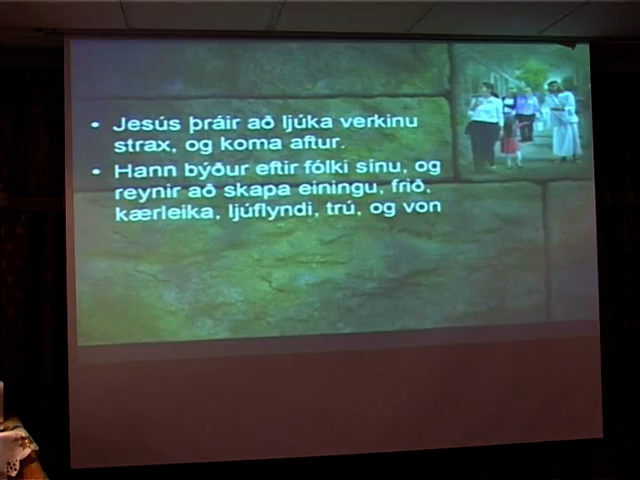 • Jesús þráir að ljúka verkinu
strax, og koma aftur.
• Hann býður eftir fólki sínu, og
reynir að skapa einingu, frið,
kærleika, ljúflyndi, trú, og von